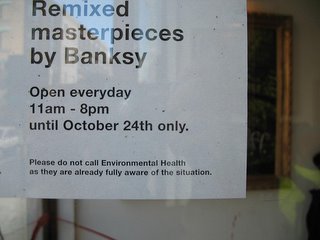 Remixed
masterpieces
by Banksy
Open everyday
11am - 8pm
until October 24th only.
Please do not call Environmental Health
as they are already fully aware of the situation.